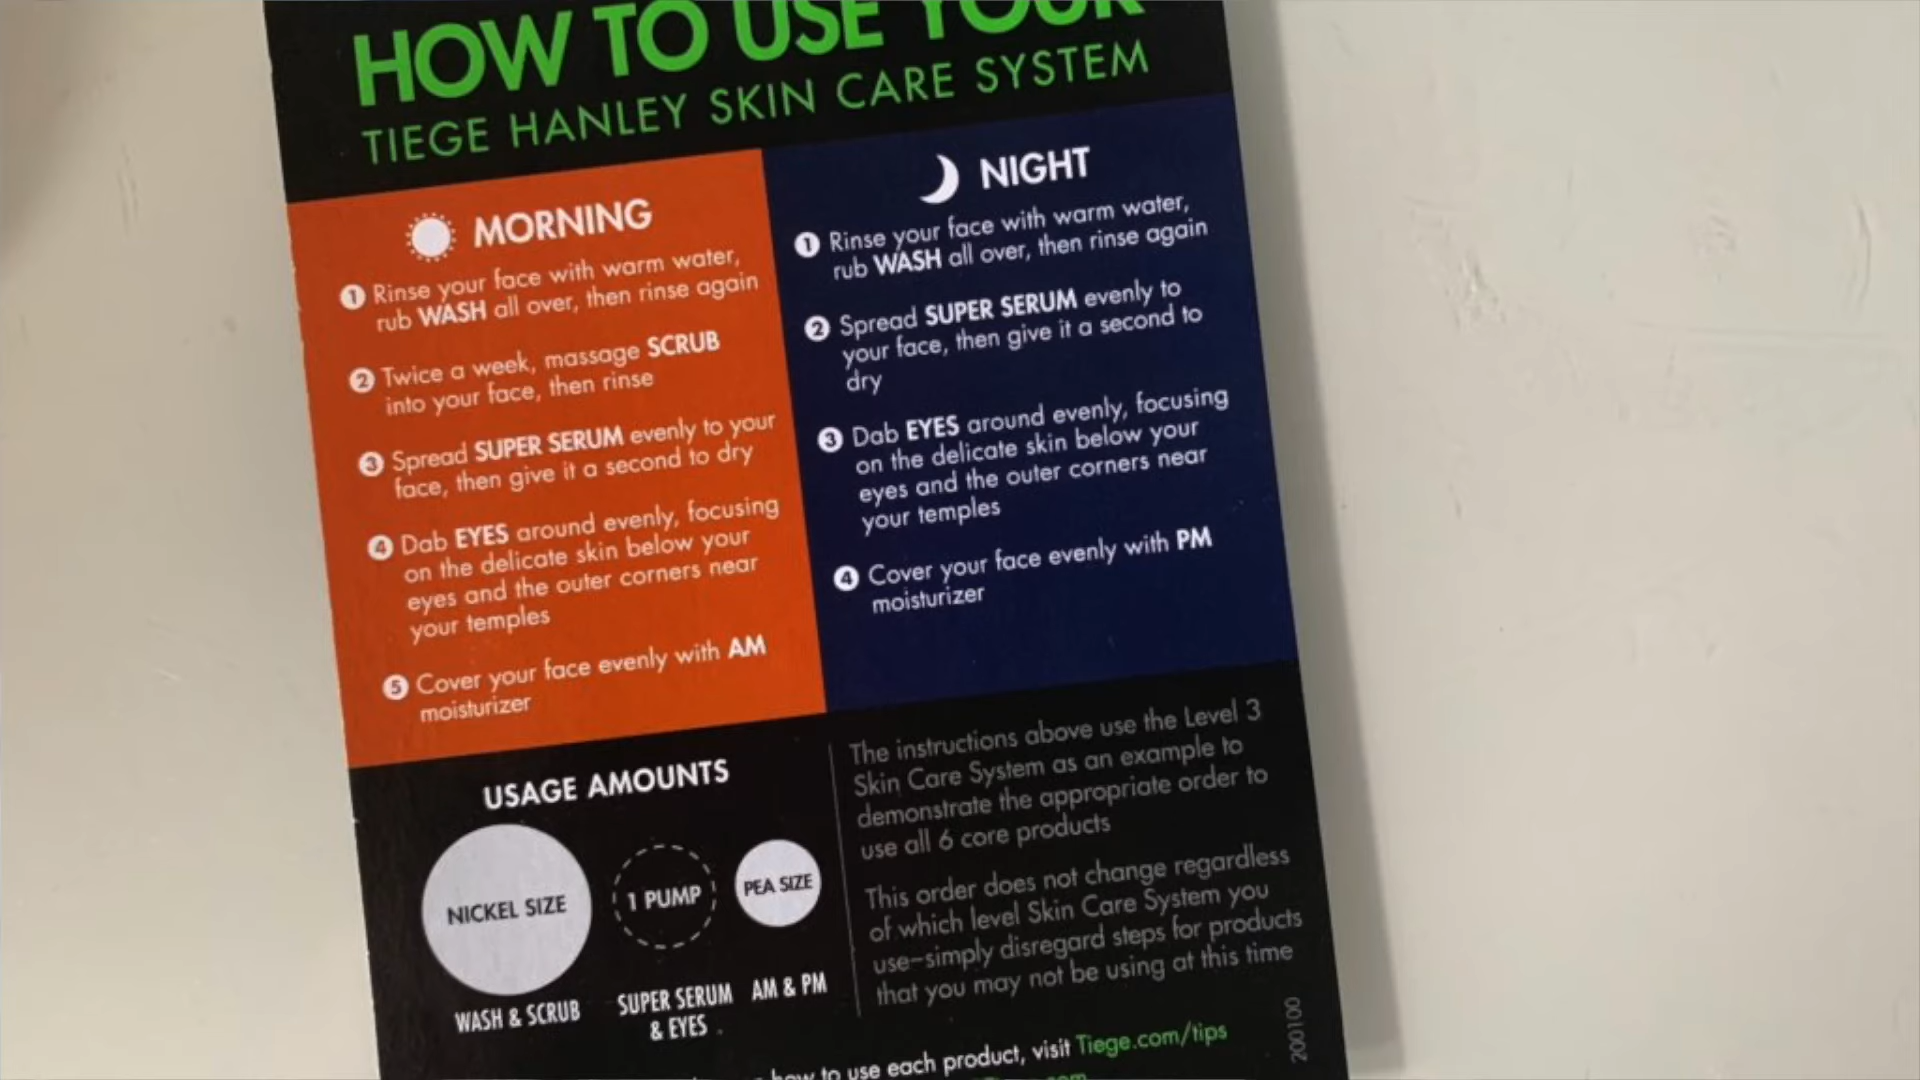 HOW TO USE YOUR
TIEGE HANLEY SKIN CARE SYSTEM
MORNING
1 Rinse your face with warm water,
rub WASH all over, then rinse again
2 Twice a week, massage SCRUB
into your face, then rinse
3 Spread SUPER SERUM evenly to your
face, then give it a second to dry
4 Dab EYES around evenly, focusing
on the delicate skin below your
eyes and the outer corners near
your temples
5 Cover your face evenly with AM
moisturizer
NIGHT
1 Rinse your face with warm water,
rub WASH all over, then rinse again
2 Spread SUPER SERUM evenly to
your face, then give it a second to
dry
3 Dab EYES around evenly, focusing
on the delicate skin below your
eyes and the outer corners near
your temples
4 Cover your face evenly with PM
moisturizer
USAGE AMOUNTS
NICKEL SIZE
WASH & SCRUB
1 PUMP
SUPER SERUM
& EYES
PEA SIZE
AM & PM
The instructions above use the Level 3
Skin Care System as an example to
demonstrate the appropriate order to
use all 6 core products
This order does not change regardless
of which level Skin Care System you
use–simply disregard steps for products
that you may not be using at this time
200100
how to use each product, visit Tiege.com/tips